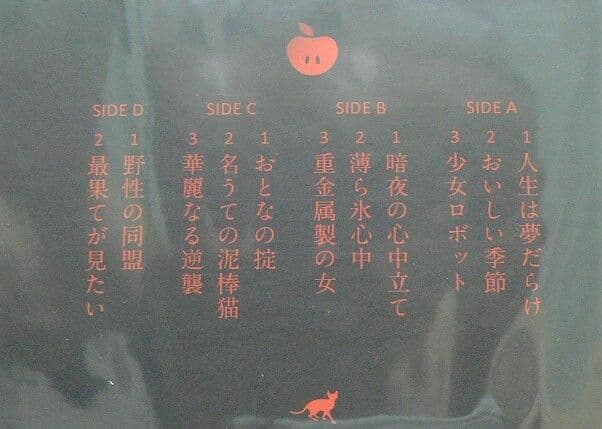 SIDE A
1 人生は夢だらけ
2 おいしい季節
3 少女ロボット
SIDE B
1 暗夜の心中立て
2 薄ら氷心中
3 重金属製の女
SIDE C
1 おとなの掟
2 名うての泥棒猫
3 華麗なる逆襲
SIDE D
1 野性の同盟
2 最果てが見たい